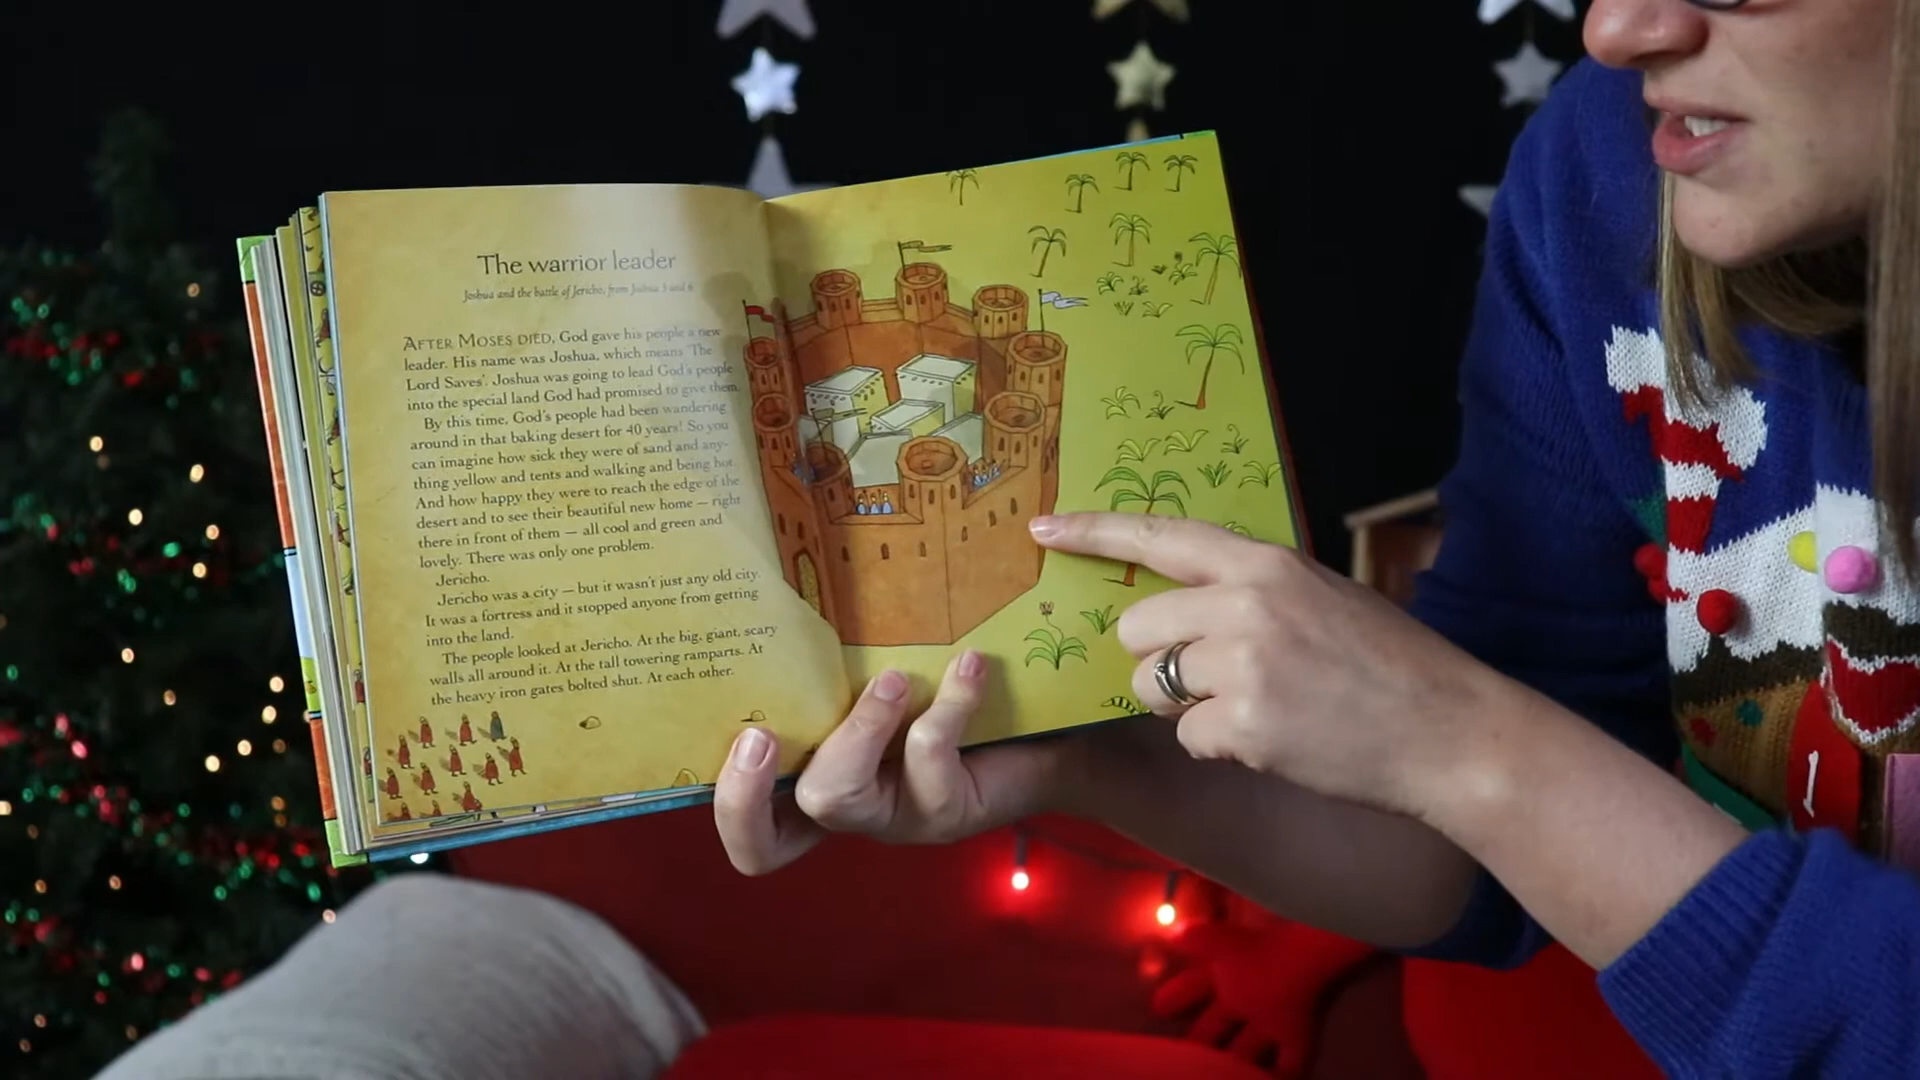 The warrior leader
Joshua and the battle of Jericho, from Joshua 3 and 6
AFTER MOSES DIED, God gave his people a new
leader. His name was Joshua, which means 'The
Lord Saves'. Joshua was going to lead God's people
into the special land God had promised to give them.
By this time, God's people had been wandering
around in that baking desert for 40 years! So you
can imagine how sick they were of sand and any-
thing yellow and tents and walking and being hot.
And how happy they were to reach the edge of the
desert and to see their beautiful new home — right
there in front of them — all cool and green and
lovely. There was only one problem.
Jericho.
Jericho was a city — but it wasn't just any old city.
It was a fortress and it stopped anyone from getting
into the land.
The people looked at Jericho. At the big, giant, scary
walls all around it. At the tall towering ramparts. At
the heavy iron gates bolted shut. At each other.
1